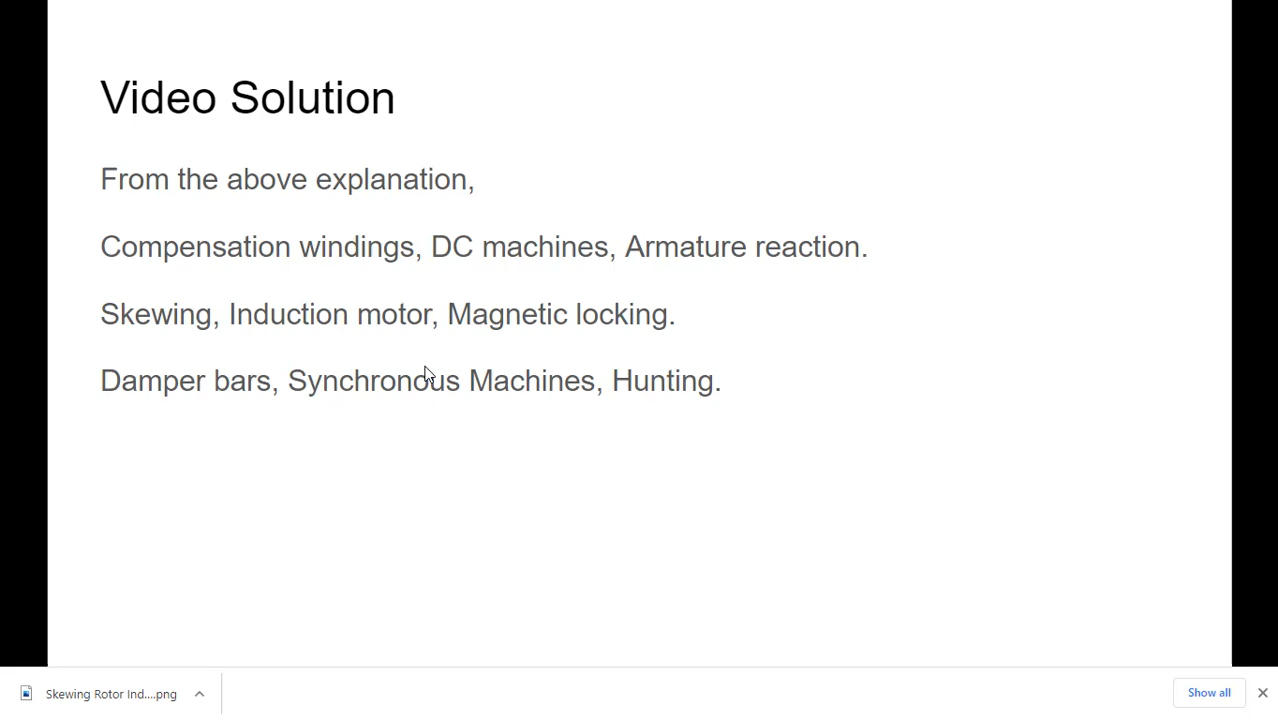 Video Solution
From the above explanation,
Compensation windings, DC machines, Armature reaction.
Skewing, Induction motor, Magnetic locking.
Damper bars, Synchronous Machines, Hunting.
Skewing Rotor Ind....png
Show all